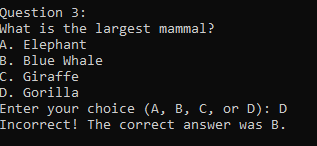 Question 3:
What is the largest mammal?
A. Elephant
B. Blue Whale
C. Giraffe
D. Gorilla
Enter your choice (A, B, C, or D): D
Incorrect! The correct answer was B.